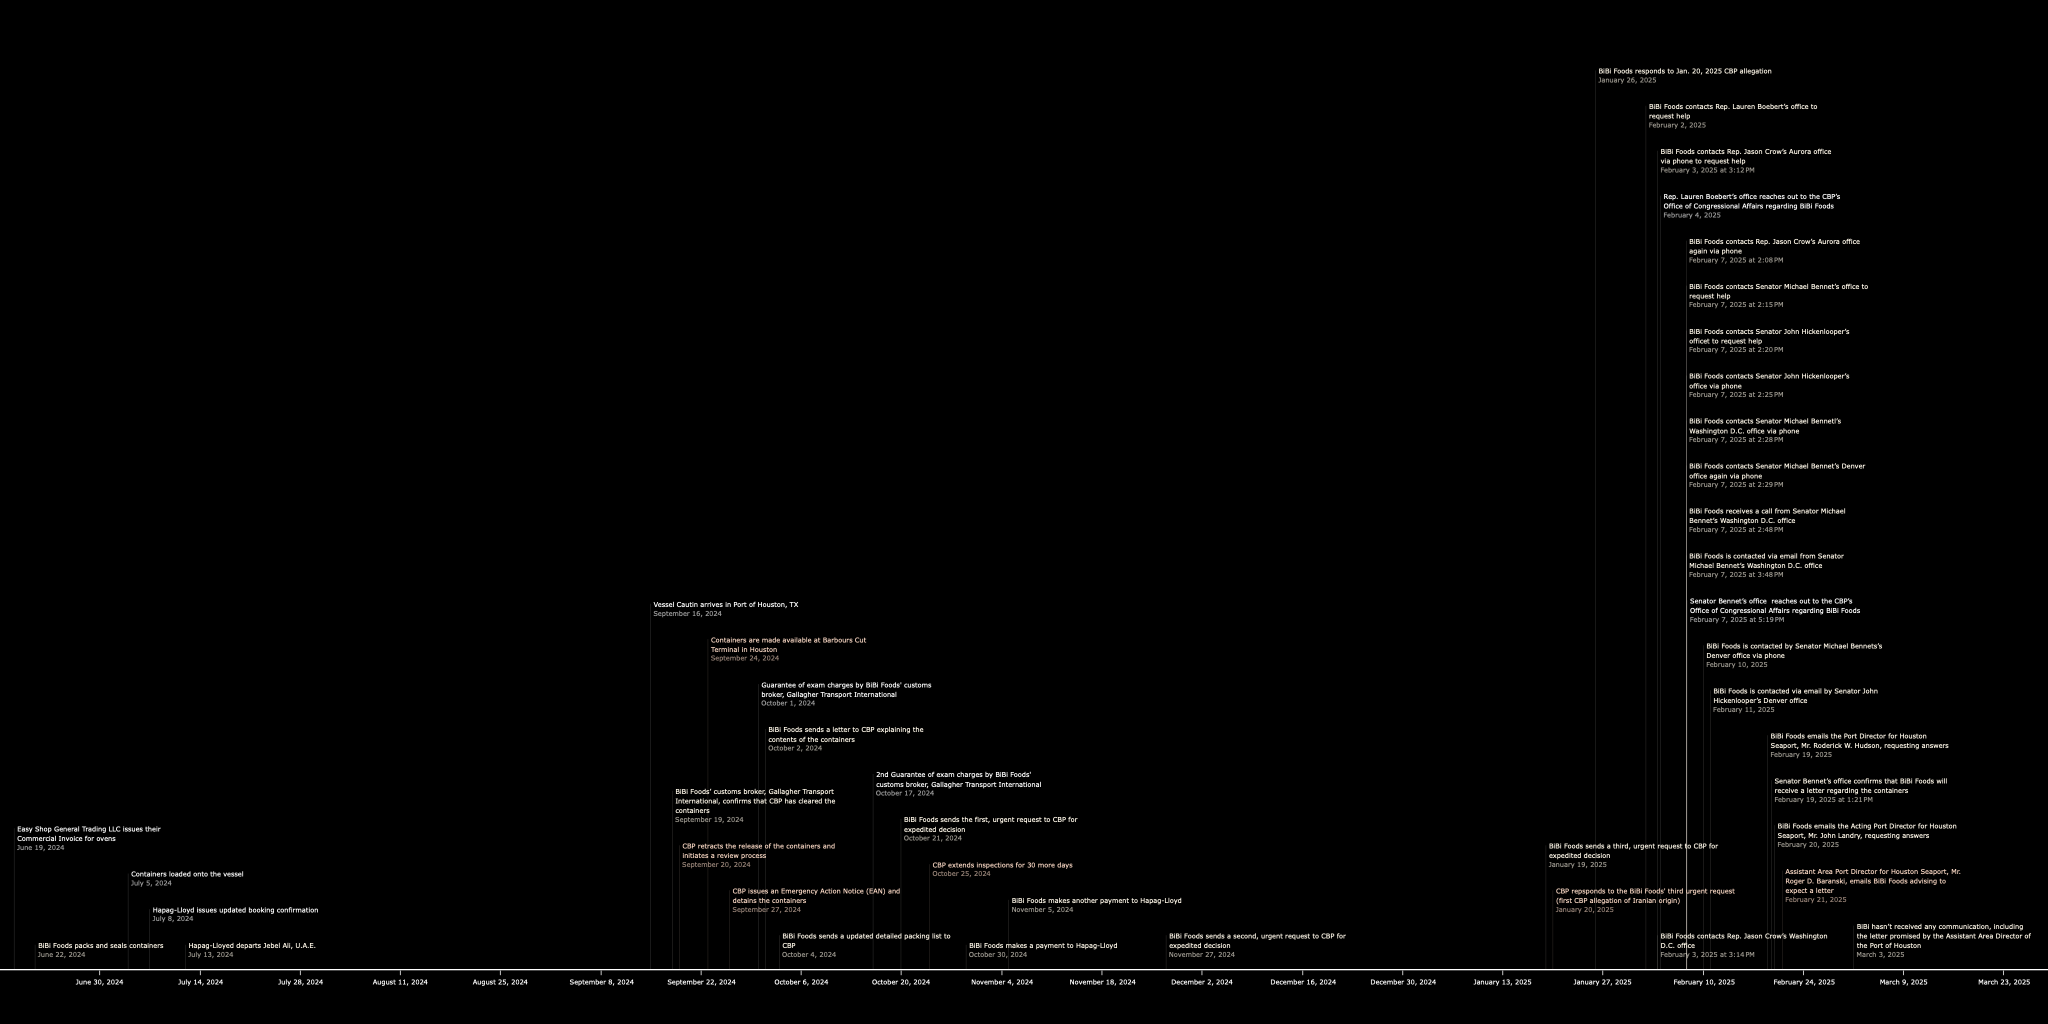 BiBi Foods responds to Jan. 20, 2025 CBP allegation
January 26, 2025
BiBi Foods contacts Rep. Lauren Boebert's office to
request help
February 2, 2025
BiBi Foods contacts Rep. Jason Crow's Aurora office
via phone to request help
February 3, 2025 at 3:12 PM
Rep. Lauren Boebert's office reaches out to the CBP's
Office of Congressional Affairs regarding BiBi Foods
February 4, 2025
BiBi Foods contacts Rep. Jason Crow's Aurora office
again via phone
February 7, 2025 at 2:08 PM
BiBi Foods contacts Senator Michael Bennet's office to
request help
February 7, 2025 at 2:15 PM
BiBi Foods contacts Senator John Hickenlooper's
officet to request help
February 7, 2025 at 2:20 PM
BiBi Foods contacts Senator John Hickenlooper's
office via phone
February 7, 2025 at 2:25 PM
BiBi Foods contacts Senator Michael Bennetl's
Washington D.C. office via phone
February 7, 2025 at 2:28 PM
BiBi Foods contacts Senator Michael Bennet's Denver
office again via phone
February 7, 2025 at 2:29 PM
BiBi Foods receives a call from Senator Michael
Bennet's Washington D.C. office
February 7, 2025 at 2:48 PM
BiBi Foods is contacted via email from Senator
Michael Bennet's Washington D.C. office
February 7, 2025 at 3:48 PM
Senator Bennet's office  reaches out to the CBP's
Office of Congressional Affairs regarding BiBi Foods
February 7, 2025 at 5:19 PM
Vessel Cautin arrives in Port of Houston, TX
September 16, 2024
Containers are made available at Barbours Cut
Terminal in Houston
September 24, 2024
BiBi Foods is contacted by Senator Michael Bennets's
Denver office via phone
February 10, 2025
Guarantee of exam charges by BiBi Foods' customs
broker, Gallagher Transport International
October 1, 2024
BiBi Foods is contacted via email by Senator John
Hickenlooper's Denver office
February 11, 2025
BiBi Foods sends a letter to CBP explaining the
contents of the containers
October 2, 2024
BiBi Foods emails the Port Director for Houston
Seaport, Mr. Roderick W. Hudson, requesting answers
February 19, 2025
2nd Guarantee of exam charges by BiBi Foods'
customs broker, Gallagher Transport International
October 17, 2024
Senator Bennet's office confirms that BiBi Foods will
receive a letter regarding the containers
February 19, 2025 at 1:21 PM
BiBi Foods' customs broker, Gallagher Transport
International, confirms that CBP has cleared the
containers
September 19, 2024
BiBi Foods sends the first, urgent request to CBP for
expedited decision
October 21, 2024
BiBi Foods emails the Acting Port Director for Houston
Seaport, Mr. John Landry, requesting answers
February 20, 2025
Easy Shop General Trading LLC issues their
Commercial Invoice for ovens
June 19, 2024
CBP retracts the release of the containers and
initiates a review process
September 20, 2024
BiBi Foods sends a third, urgent request to CBP for
expedited decision
January 19, 2025
CBP extends inspections for 30 more days
October 25, 2024
Assistant Area Port Director for Houston Seaport, Mr.
Roger D. Baranski, emails BiBi Foods advising to
expect a letter
February 21, 2025
Containers loaded onto the vessel
July 5, 2024
CBP issues an Emergency Action Notice (EAN) and
detains the containers
September 27, 2024
CBP repsponds to the BiBi Foods' third urgent request
(first CBP allegation of Iranian origin)
January 20, 2025
BiBi Foods makes another payment to Hapag-Lloyd
November 5, 2024
Hapag-Lloyd issues updated booking confirmation
July 8, 2024
BiBi hasn't received any communication, including
the letter promised by the Assistant Area Director of
the Port of Houston
March 3, 2025
BiBi Foods packs and seals containers
June 22, 2024
Hapag-Lloyed departs Jebel Ali, U.A.E.
July 13, 2024
BiBi Foods sends a updated detailed packing list to
CBP
October 4, 2024
BiBi Foods makes a payment to Hapag-Lloyd
October 30, 2024
BiBi Foods sends a second, urgent request to CBP for
expedited decision
November 27, 2024
BiBi Foods contacts Rep. Jason Crow's Washington
D.C. office
February 3, 2025 at 3:14 PM
June 30, 2024
July 14, 2024
July 28, 2024
August 11, 2024
August 25, 2024
September 8, 2024
September 22, 2024
October 6, 2024
October 20, 2024
November 4, 2024
November 18, 2024
December 2, 2024
December 16, 2024
December 30, 2024
January 13, 2025
January 27, 2025
February 10, 2025
February 24, 2025
March 9, 2025
March 23, 2025